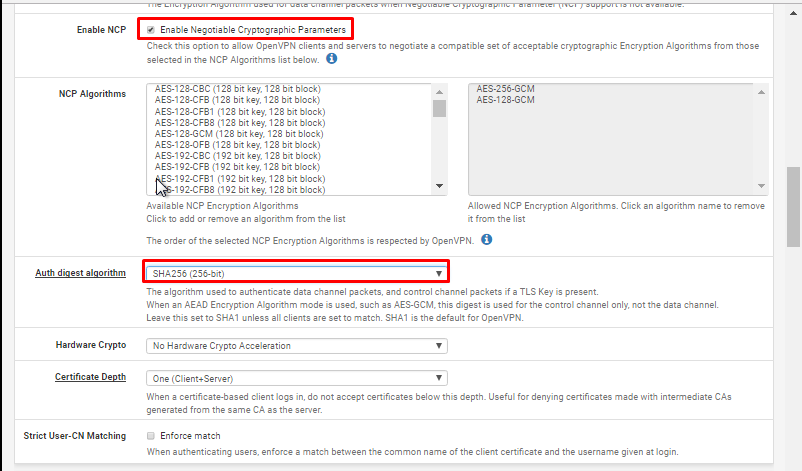 The Encryption Algorithm used for data channel packets when Negotiable Cryptographic Parameter (NCP) support is not available.
Enable NCP
Enable Negotiable Cryptographic Parameters
Check this option to allow OpenVPN clients and servers to negotiate a compatible set of acceptable cryptographic Encryption Algorithms from those
selected in the NCP Algorithms list below.
NCP Algorithms
AES-128-CBC (128 bit key, 128 bit block)
AES-128-CFB (128 bit key, 128 bit block)
AES-128-CFB1 (128 bit key, 128 bit block)
AES-128-CFB8 (128 bit key, 128 bit block)
AES-128-GCM (128 bit key, 128 bit block)
AES-128-OFB (128 bit key, 128 bit block)
AES-192-CBC (192 bit key, 128 bit block)
AES-192-CFB (192 bit key, 128 bit block)
AES-192-CFB1 (192 bit key, 128 bit block)
AES-192-CFB8 (192 bit key, 128 bit block)
AES-256-GCM
AES-128-GCM
Available NCP Encryption Algorithms
Click to add or remove an algorithm from the list
Allowed NCP Encryption Algorithms. Click an algorithm name to remove
it from the list
The order of the selected NCP Encryption Algorithms is respected by OpenVPN.
Auth digest algorithm
SHA256 (256-bit)
The algorithm used to authenticate data channel packets, and control channel packets if a TLS Key is present.
When an AEAD Encryption Algorithm mode is used, such as AES-GCM, this digest is used for the control channel only, not the data channel.
Leave this set to SHA1 unless all clients are set to match. SHA1 is the default for OpenVPN.
Hardware Crypto
No Hardware Crypto Acceleration
Certificate Depth
One (Client+Server)
When a certificate-based client logs in, do not accept certificates below this depth. Useful for denying certificates made with intermediate CAs
generated from the same CA as the server.
Strict User-CN Matching
Enforce match
When authenticating users, enforce a match between the common name of the client certificate and the username given at login.